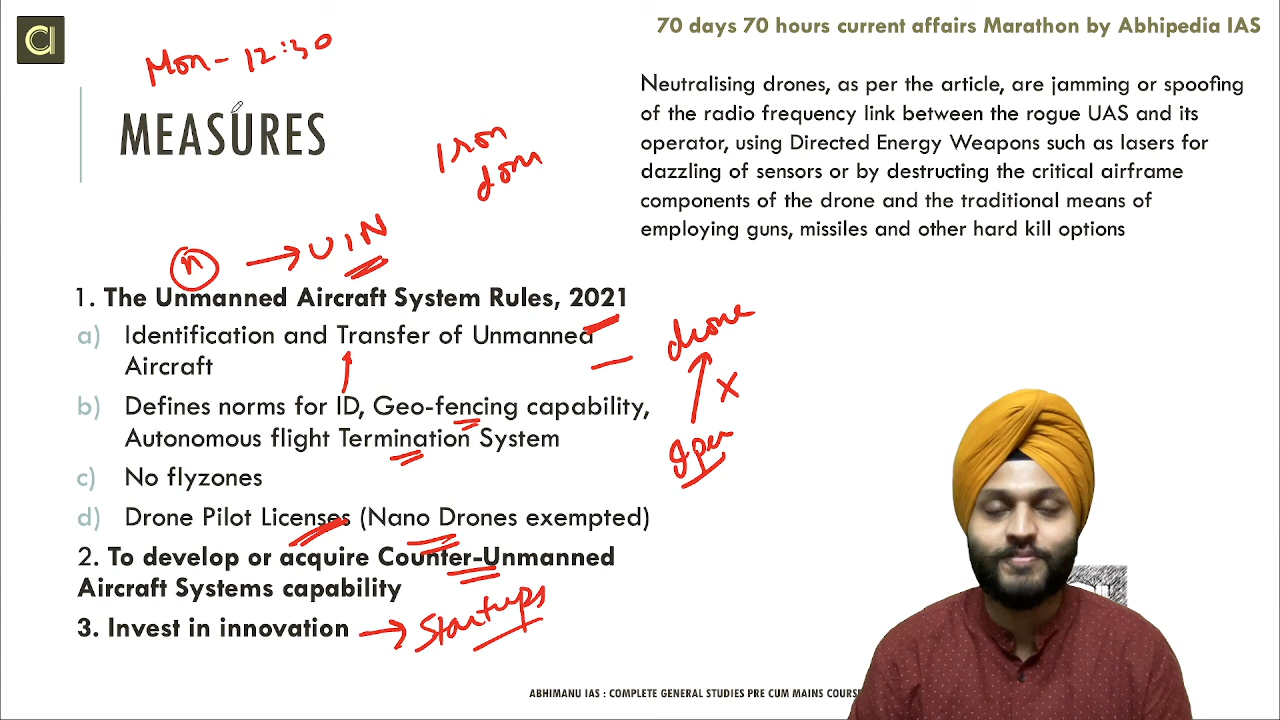 70 days 70 hours current affairs Marathon by Abhipedia IAS
Mon - 12:30
MEASURES
Neutralising drones, as per the article, are jamming or spoofing
of the radio frequency link between the rogue UAS and its
operator, using Directed Energy Weapons such as lasers for
dazzling of sensors or by destructing the critical airframe
components of the drone and the traditional means of
employing guns, missiles and other hard kill options
Iron
dom
n → UIN
1. The Unmanned Aircraft System Rules, 2021
a) Identification and Transfer of Unmanned
Aircraft
b) Defines norms for ID, Geo-fencing capability,
Autonomous flight Termination System
c) No flyzones
d) Drone Pilot Licenses (Nano Drones exempted)
2. To develop or acquire Counter-Unmanned
Aircraft Systems capability
3. Invest in innovation → Startups
drone
X
ABHIMANU IAS : COMPLETE GENERAL STUDIES PRE CUM MAINS COURSE